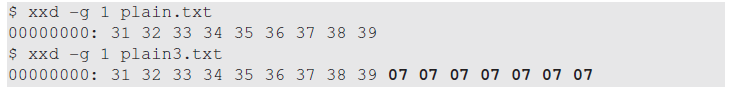 $ xxd -g 1 plain.txt
00000000: 31 32 33 34 35 36 37 38 39
$ xxd -g 1 plain3.txt
00000000: 31 32 33 34 35 36 37 38 39 07 07 07 07 07 07 07